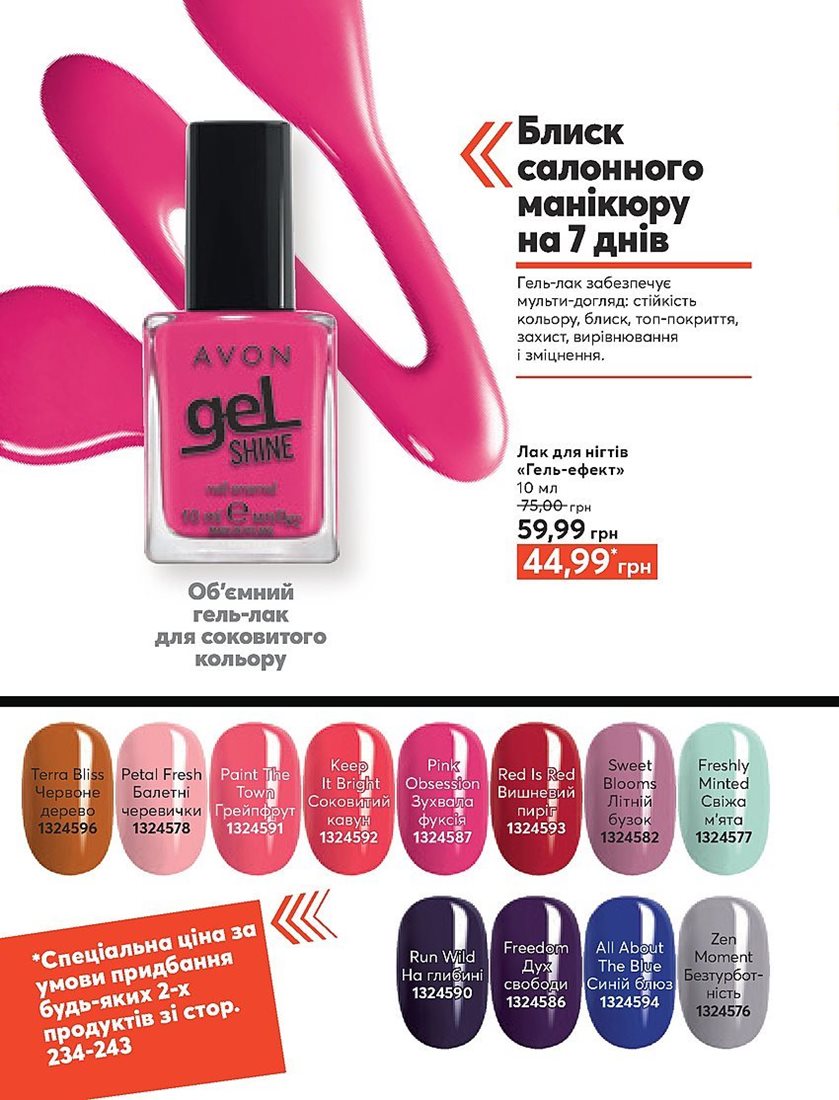 Блиск
салонного
манікюру
на 7 днів
Гель-лак забезпечує
мульти-догляд: стійкість
кольору, блиск, топ-покриття,
захист, вирівнювання
і зміцнення.
AVON
gel
SHINE
nail enamel
Лак для нігтів
«Гель-ефект»
10 мл
75,00 грн
59,99 грн
44,99* грн
Об'ємний
гель-лак
для соковитого
кольору
Terra Bliss
Червоне
дерево
1324596
Petal Fresh
Балетні
черевички
1324578
Paint The
Town
Грейпфрут
1324591
Keep
It Bright
Соковитий
кавун
1324592
Pink
Obsession
Зухвала
фуксія
1324587
Red Is Red
Вишневий
пиріг
1324593
Sweet
Blooms
Літній
бузок
1324582
Freshly
Minted
Свіжа
м'ята
1324577
Run Wild
На глибині
1324590
Freedom
Дух
свободи
1324586
All About
The Blue
Синій блюз
1324594
Zen
Moment
Безтурбот-
ність
1324576
*Спеціальна ціна за
умови придбання
будь-яких 2-х
продуктів зі стор.
234-243